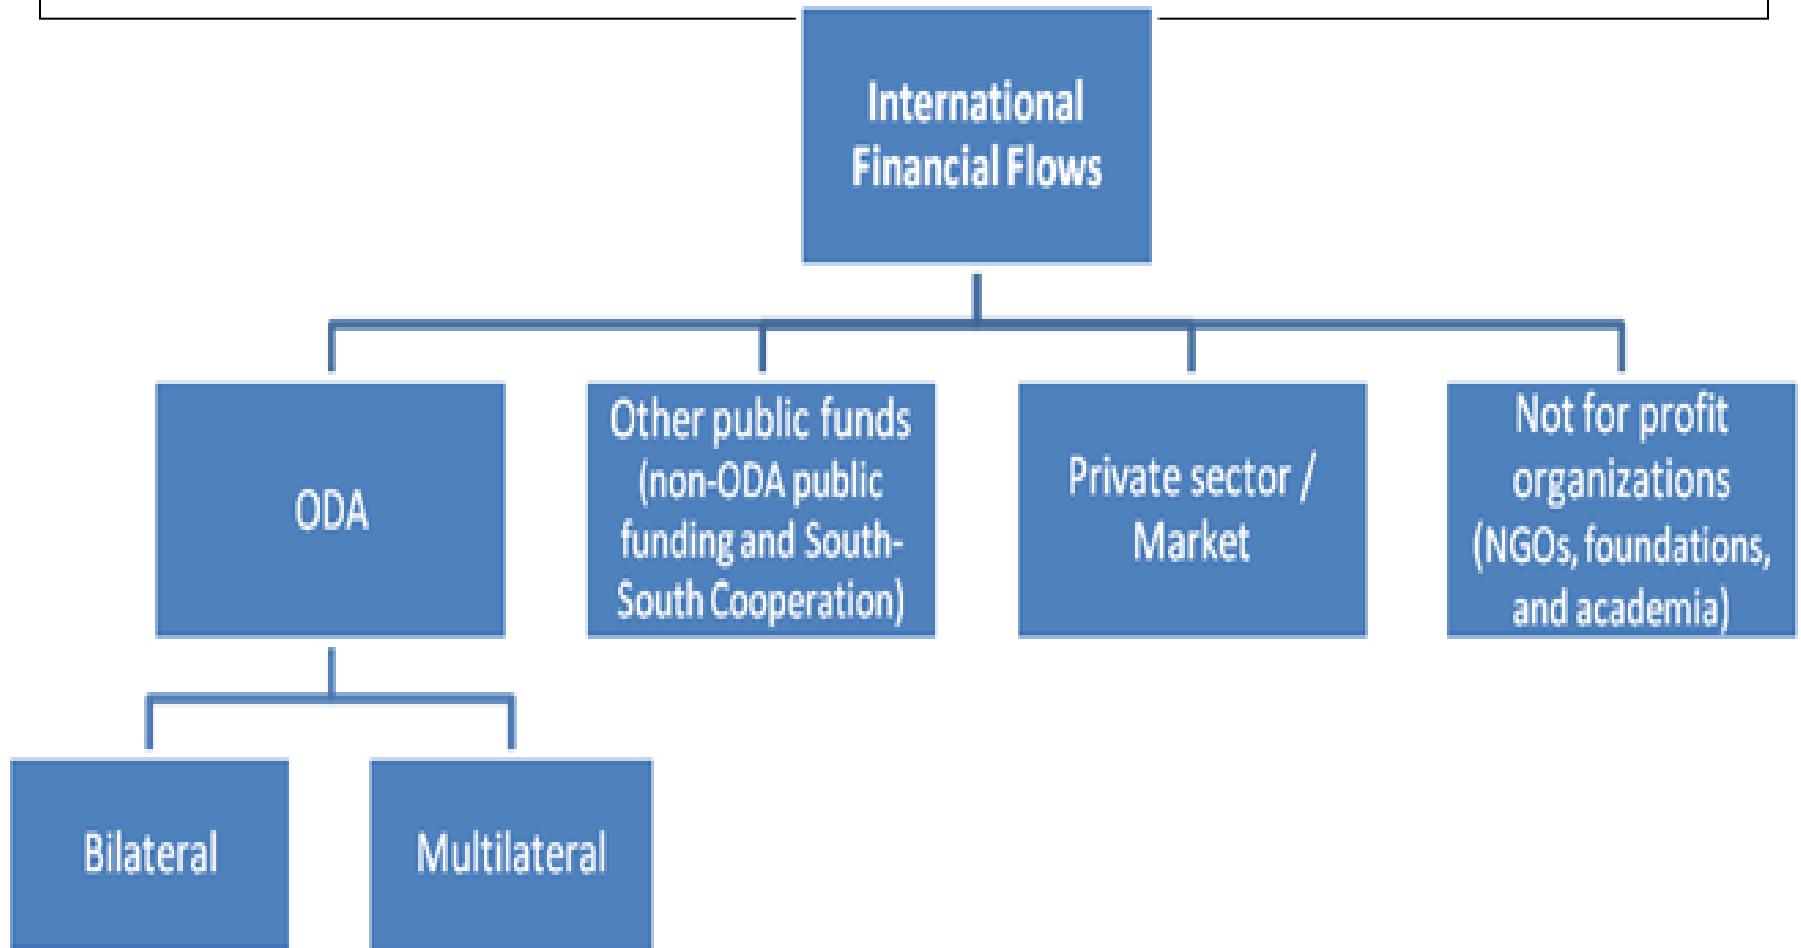 International
Financial Flows
ODA
Other public funds
(non-ODA public
funding and South-
South Cooperation)
Private sector /
Market
Not for profit
organizations
(NGOs, foundations,
and academia)
Bilateral
Multilateral